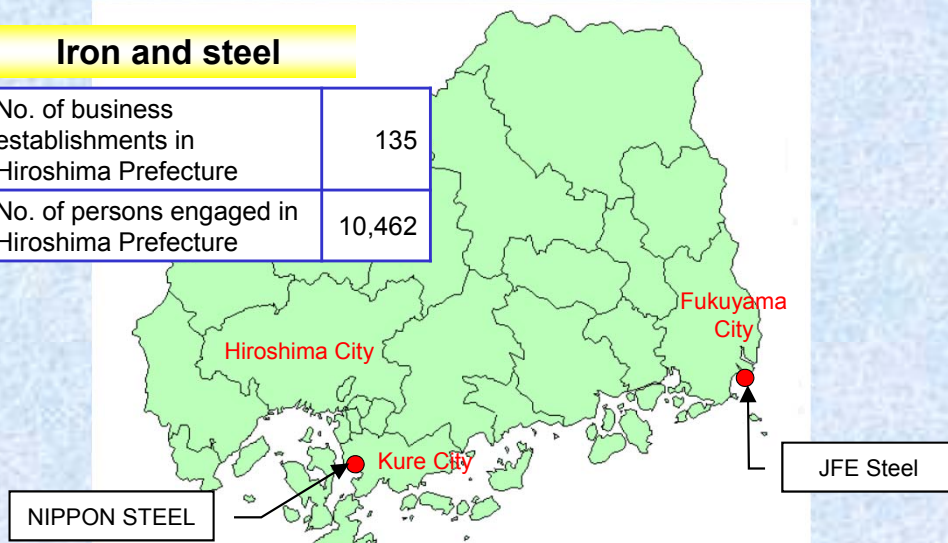 Iron and steel
No. of business
establishments in
Hiroshima Prefecture
135
No. of persons engaged in
Hiroshima Prefecture
10,462
Fukuyama
City
Hiroshima City
Kure City
JFE Steel
NIPPON STEEL